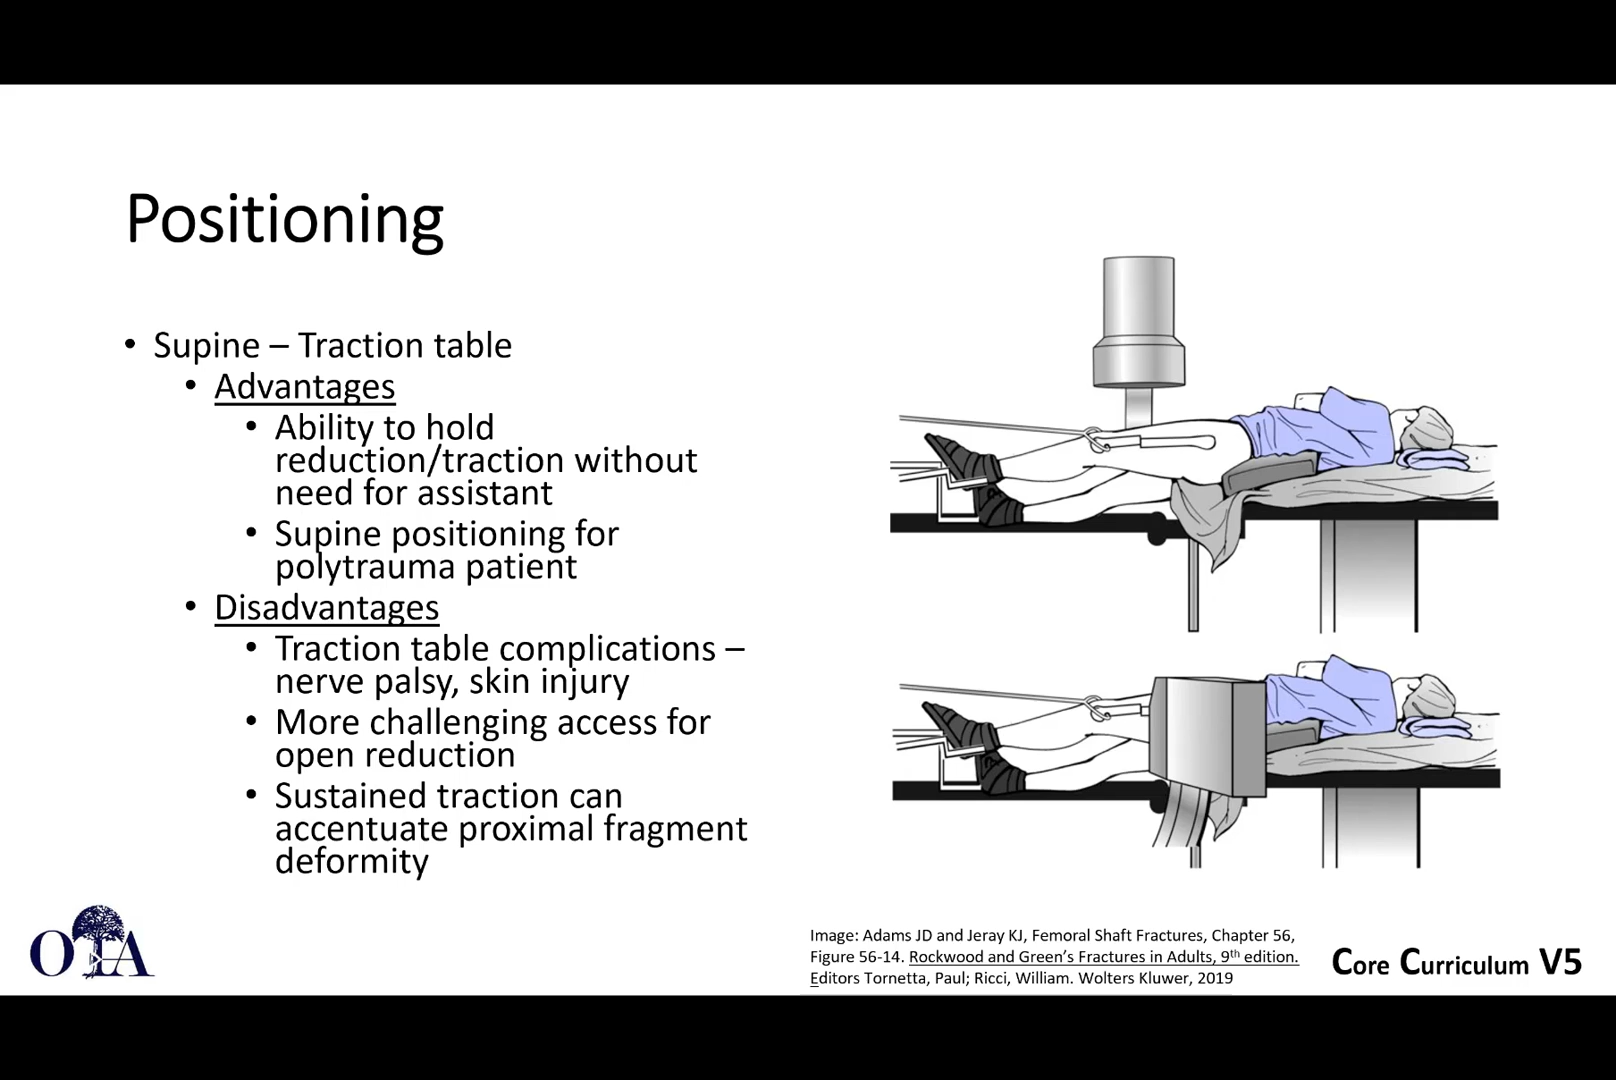 Positioning
• Supine – Traction table
• Advantages
• Ability to hold
reduction/traction without
need for assistant
• Supine positioning for
polytrauma patient
• Disadvantages
• Traction table complications –
nerve palsy, skin injury
• More challenging access for
open reduction
• Sustained traction can
accentuate proximal fragment
deformity
OTA
Image: Adams JD and Jeray KJ, Femoral Shaft Fractures, Chapter 56,
Figure 56-14. Rockwood and Green’s Fractures in Adults, 9th edition.
Editors Tornetta, Paul; Ricci, William. Wolters Kluwer, 2019
Core Curriculum V5